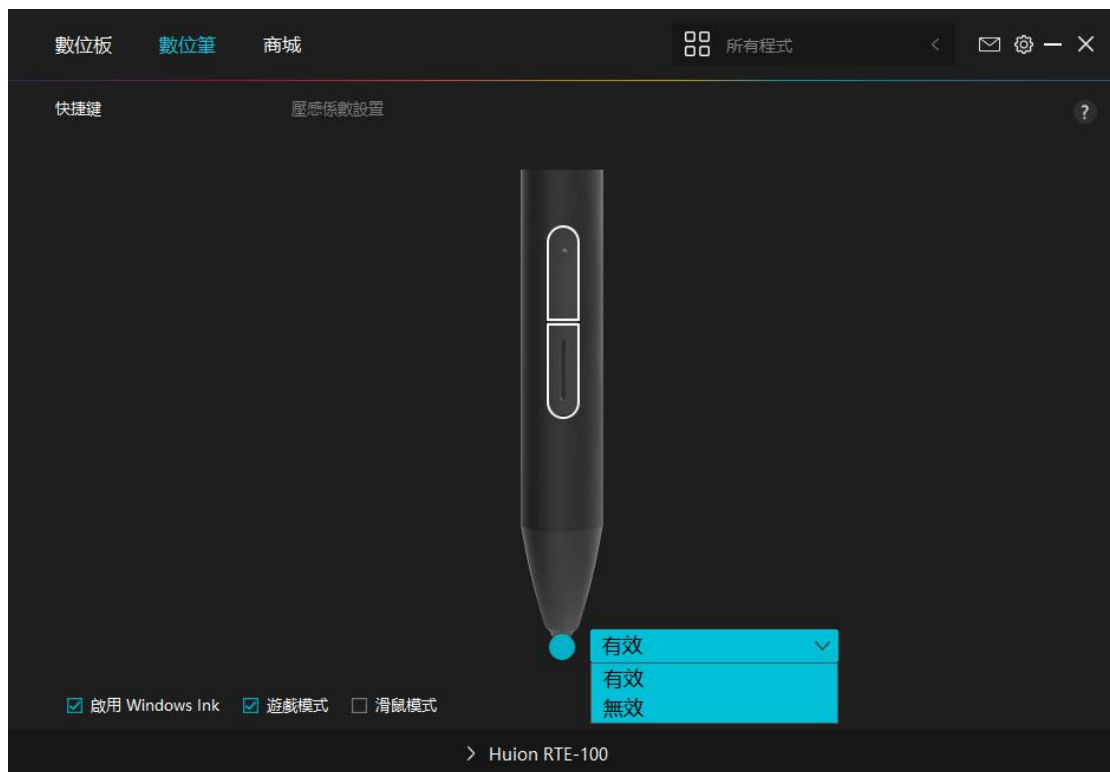 數位板 數位筆 商城 所有程式
快捷鍵 壓感係數設置 ?
有效
有效
無效
啟用 Windows Ink 遊戲模式 滑鼠模式
Huion RTE-100